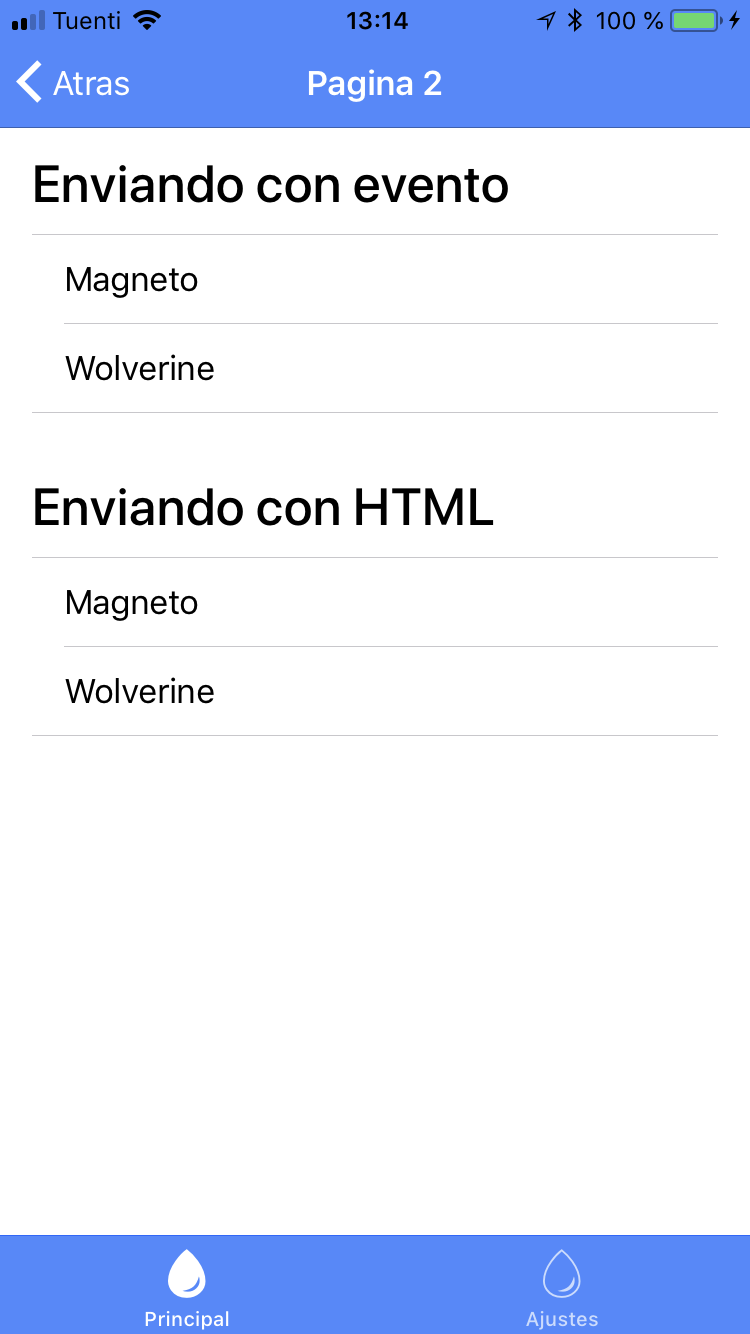 Tuenti 13:14 100 %
Atras Pagina 2
Enviando con evento
Magneto
Wolverine
Enviando con HTML
Magneto
Wolverine
Principal Ajustes